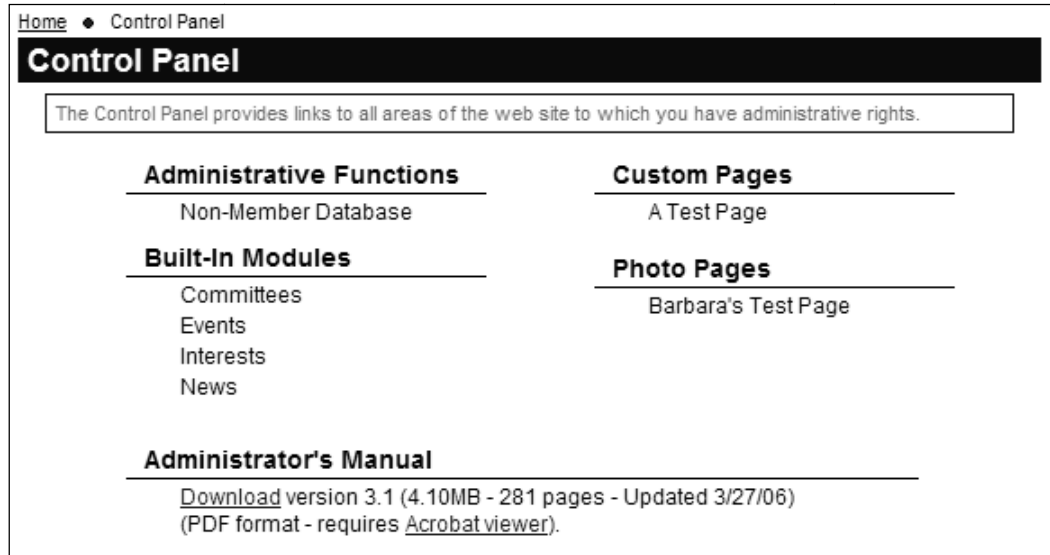 Home ● Control Panel
Control Panel
The Control Panel provides links to all areas of the web site to which you have administrative rights.
Administrative Functions
Non-Member Database
Built-In Modules
Committees
Events
Interests
News
Custom Pages
A Test Page
Photo Pages
Barbara's Test Page
Administrator's Manual
Download version 3.1 (4.10MB - 281 pages - Updated 3/27/06)
(PDF format - requires Acrobat viewer).